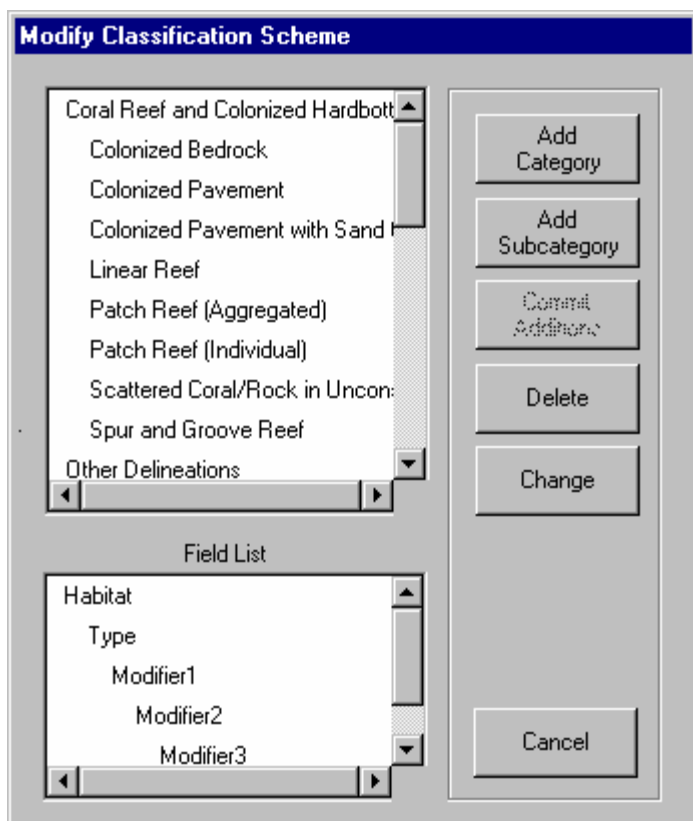 Modify Classification Scheme
Coral Reef and Colonized Hardbott
Colonized Bedrock
Colonized Pavement
Colonized Pavement with Sand
Linear Reef
Patch Reef (Aggregated)
Patch Reef (Individual)
Scattered Coral/Rock in Uncon
Spur and Groove Reef
Other Delineations
Field List
Habitat
Type
Modifier1
Modifier2
Modifier3
Add
Category
Add
Subcategory
Commit
Additions
Delete
Change
Cancel